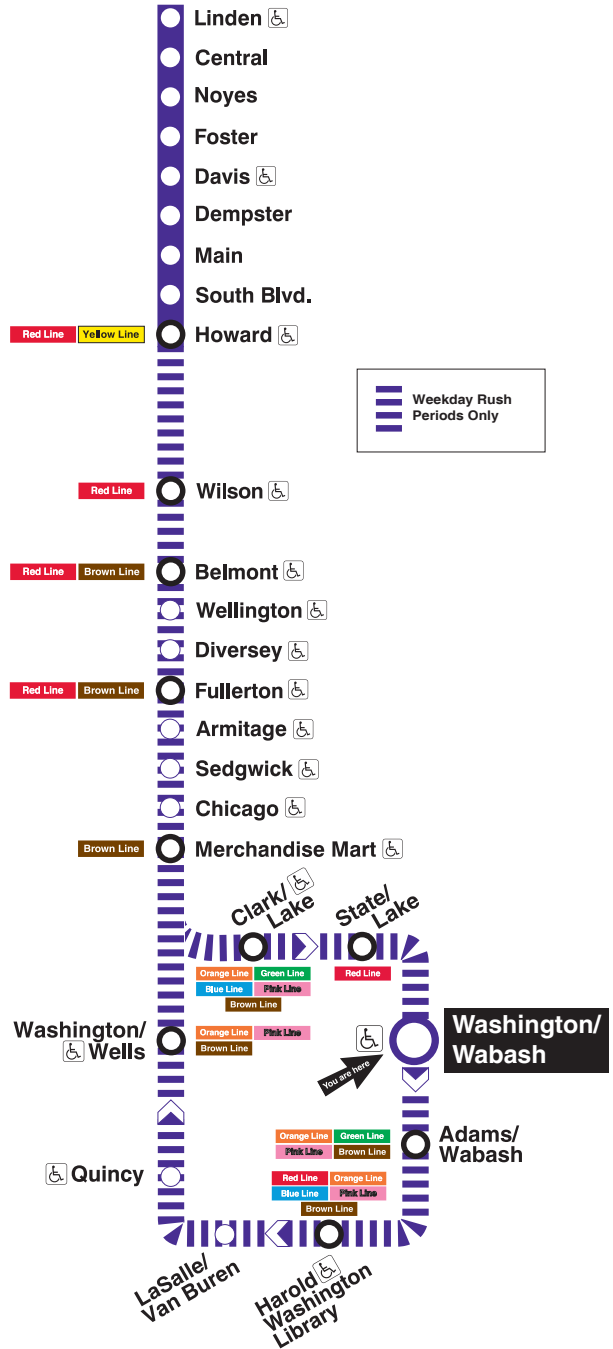 Linden
Central
Noyes
Foster
Davis
Dempster
Main
South Blvd.
Red Line
Yellow Line
Howard
Weekday Rush
Periods Only
Red Line
Wilson
Red Line
Brown Line
Belmont
Wellington
Diversey
Red Line
Brown Line
Fullerton
Armitage
Sedgwick
Chicago
Brown Line
Merchandise Mart
Clark/
Lake
State/
Lake
Orange Line
Green Line
Blue Line
Pink Line
Brown Line
Red Line
Washington/
Wells
Orange Line
Pink Line
Brown Line
Washington/
Wabash
You are here
Orange Line
Green Line
Pink Line
Brown Line
Adams/
Wabash
Quincy
Red Line
Orange Line
Blue Line
Pink Line
Brown Line
LaSalle/
Van Buren
Harold
Washington
Library